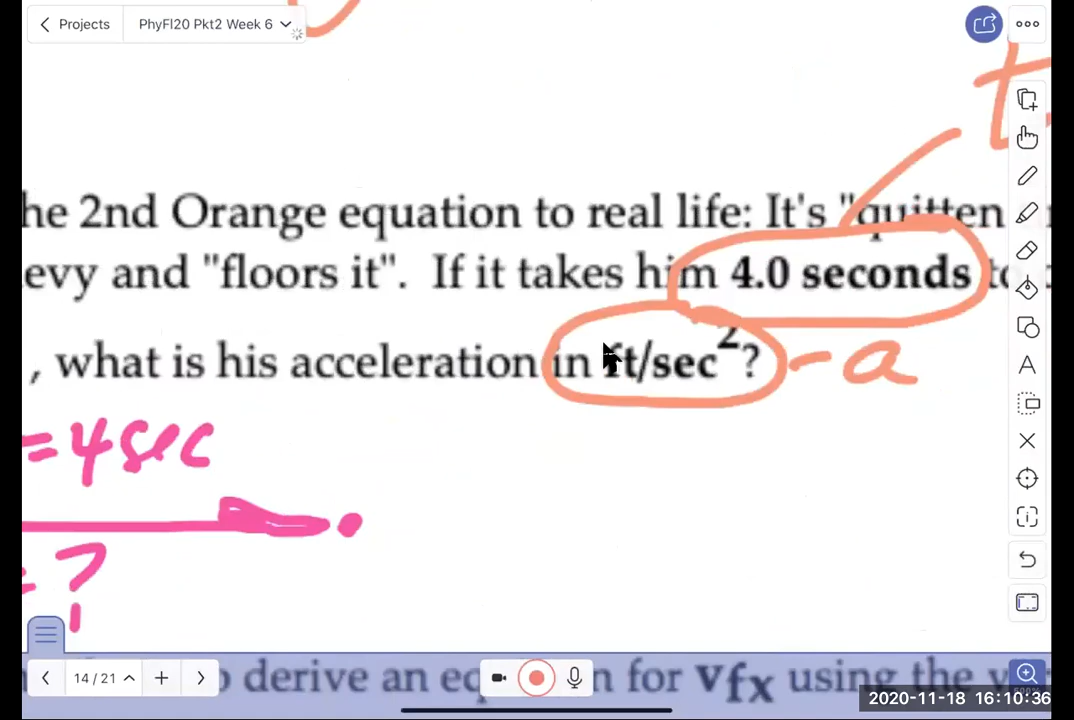 Projects PhyFl20 Pkt2 Week 6
t
he 2nd Orange equation to real life: It's "quitten
evy and "floors it". If it takes him 4.0 seconds to
, what is his acceleration in ft/sec² ? - a
= 4 sec
= ?
14 / 21
derive an eq n for vfx using the v
2020-11-18 16:10:36